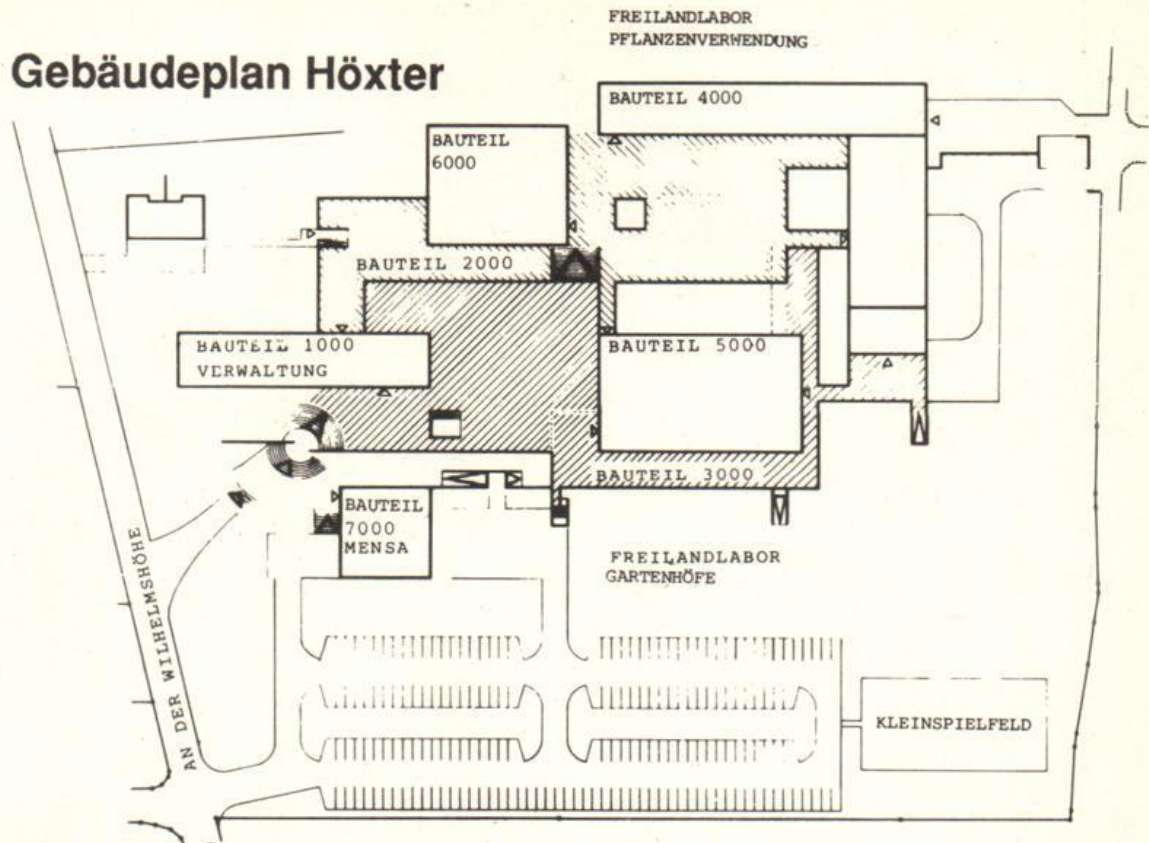 Gebäudeplan Höxter
FREILANDLABOR
PFLANZENVERWENDUNG
BAUTEIL 4000
BAUTEIL
6000
BAUTEIL 2000
BAUTEIL 1000
VERWALTUNG
BAUTEIL 5000
BAUTEIL 3000
BAUTEIL
7000
MENSA
FREILANDLABOR
GARTENHÖFE
AN DER WILHELMSHÖHE
KLEINSPIELFELD